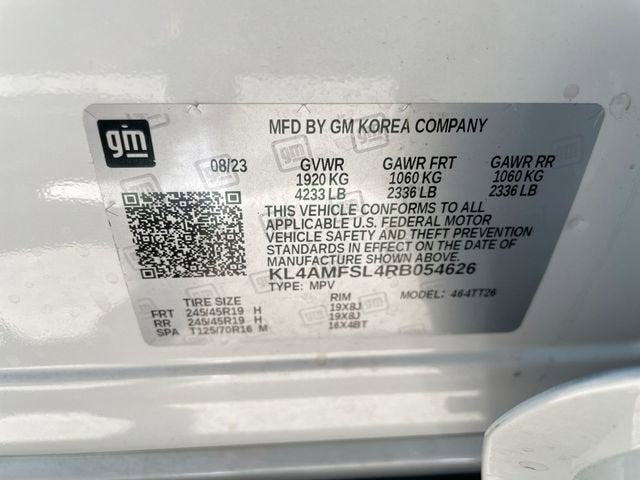 gm
MFD BY GM KOREA COMPANY
08/23 GVWR GAWR FRT GAWR RR
1920 KG 1060 KG 1060 KG
4233 LB 2336 LB 2336 LB
THIS VEHICLE CONFORMS TO ALL
APPLICABLE U.S. FEDERAL MOTOR
VEHICLE SAFETY AND THEFT PREVENTION
STANDARDS IN EFFECT ON THE DATE OF
MANUFACTURE SHOWN ABOVE.
KL4AMFSL4RB054626
TYPE: MPV MODEL: 464TT26
TIRE SIZE RIM
FRT 245/45R19 H 19X8J
RR 245/45R19 H 19X8J
SPA T125/70R16 M 16X4BT